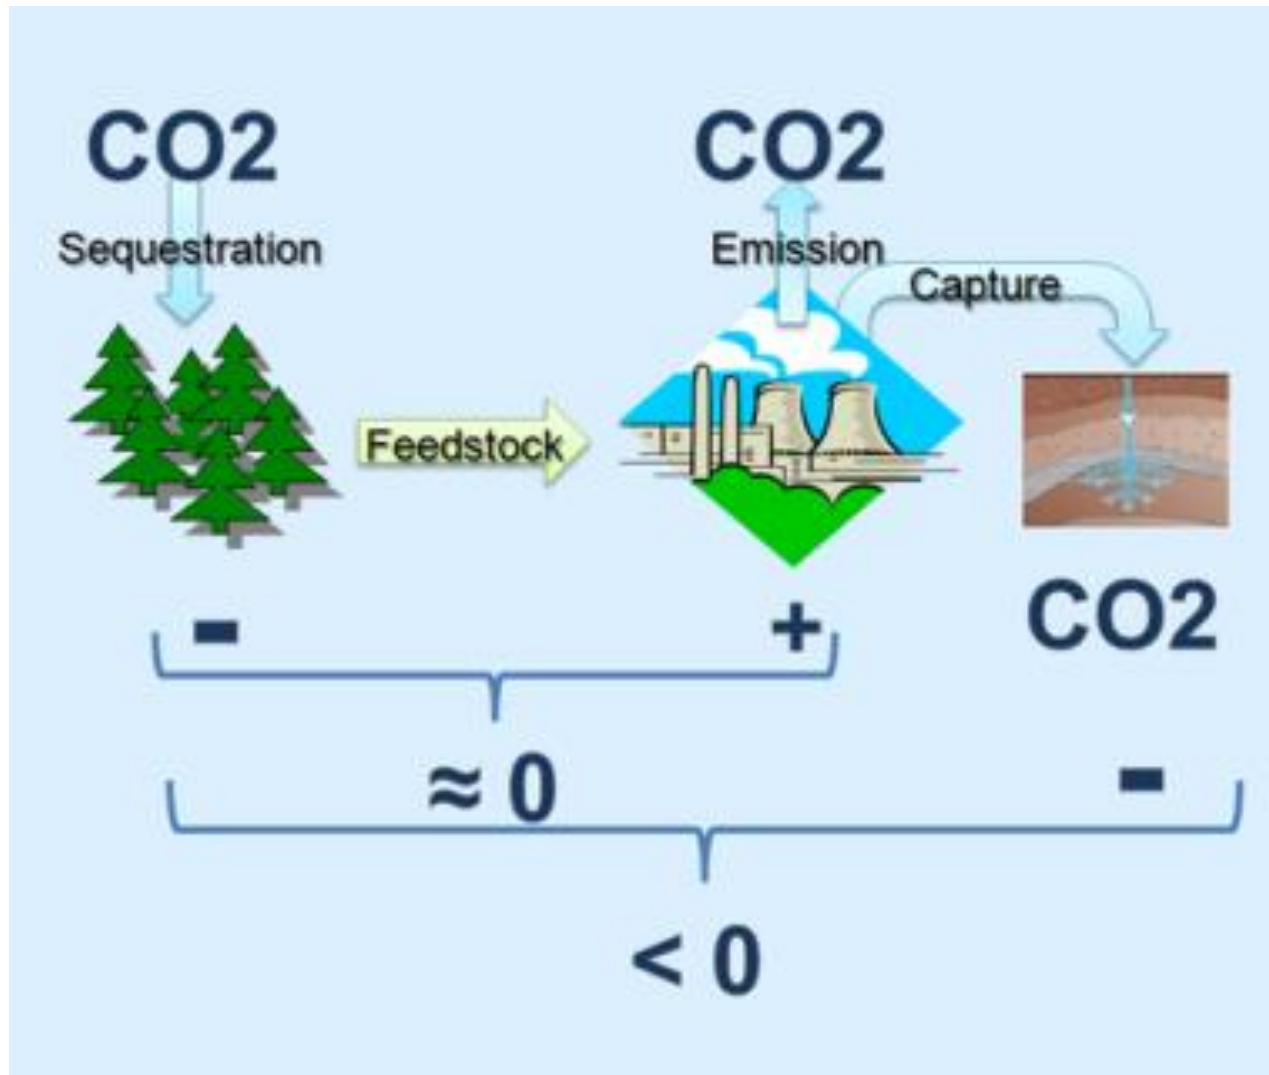 CO2 CO2
Sequestration Emission
Capture
Feedstock
CO2
- +
≈ 0
-
< 0